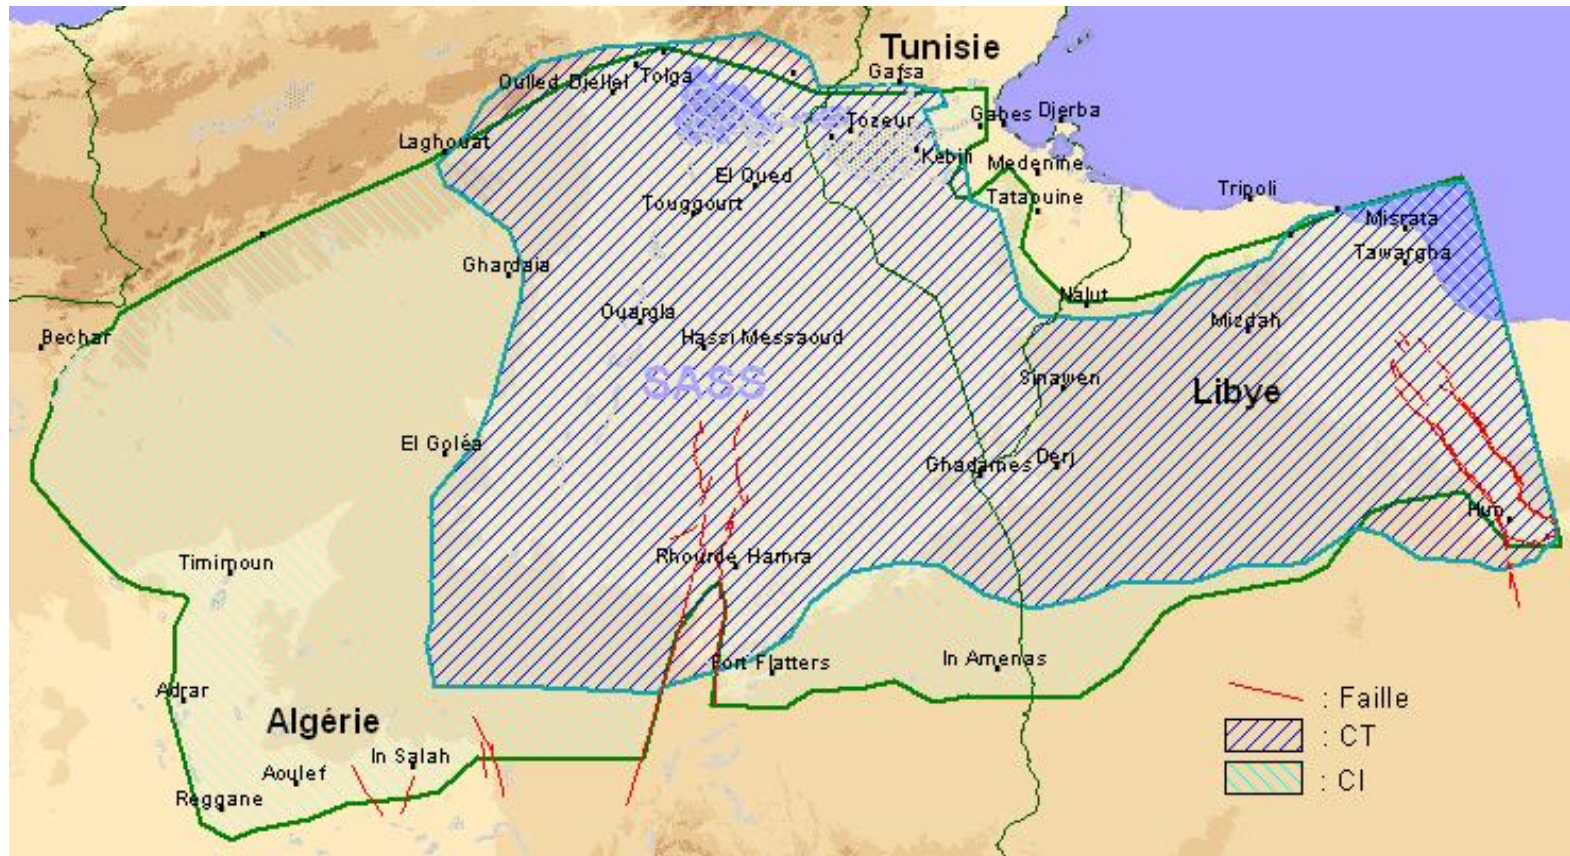 Tunisie
Gafsa
Oulled Djellel
Tolga
Tozeur
Gabes
Djerba
Laghouat
Kebili
Medenine
El Oued
Tripoli
Touggourt
Tataouine
Misrata
Tawargha
Ghardaia
Nalut
Ouargla
Mizdah
Bechar
Hassi Messaoud
SASS
Sinawen
Libye
El Goléa
Ghadames
Derj
Hun
Timimoun
Rhourde Hamra
Fort Flatters
In Amenas
Adrar
Algérie
: Faille
: CT
In Salah
Aoulef
: CI
Reggane